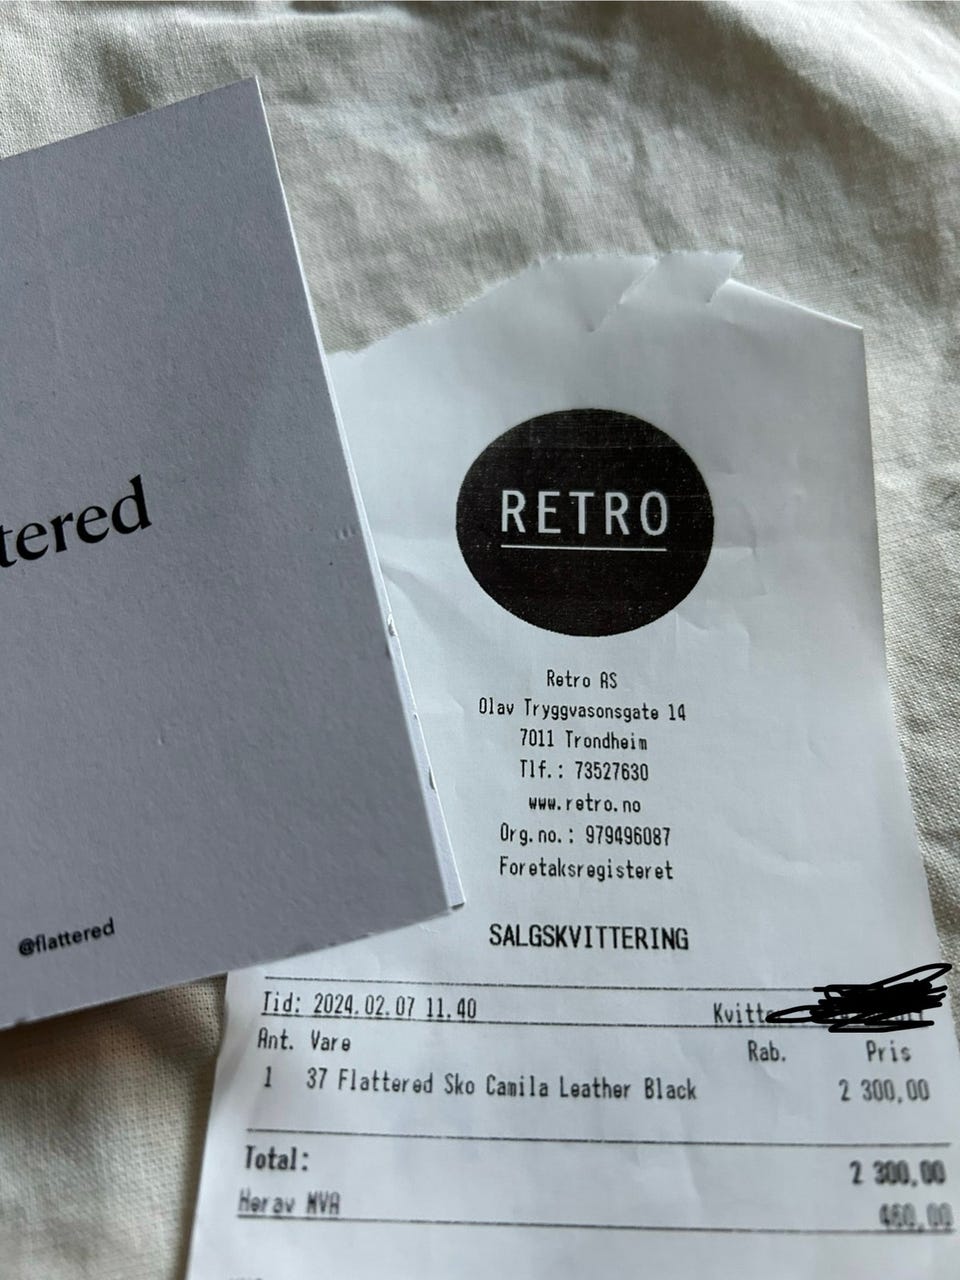 tered
@flattered
RETRO
Retro AS
Olav Tryggvasonsgate 14
7011 Trondheim
Tlf.: 73527630
www.retro.no
Org.no.: 979496087
Foretaksregisteret
SALGSKVITTERING
Tid: 2024.02.07 11.40 Kvitte
Ant. Vare Rab. Pris
1 37 Flattered Sko Camila Leather Black 2 300,00
Total: 2 300,00
Herav MVA 460,00